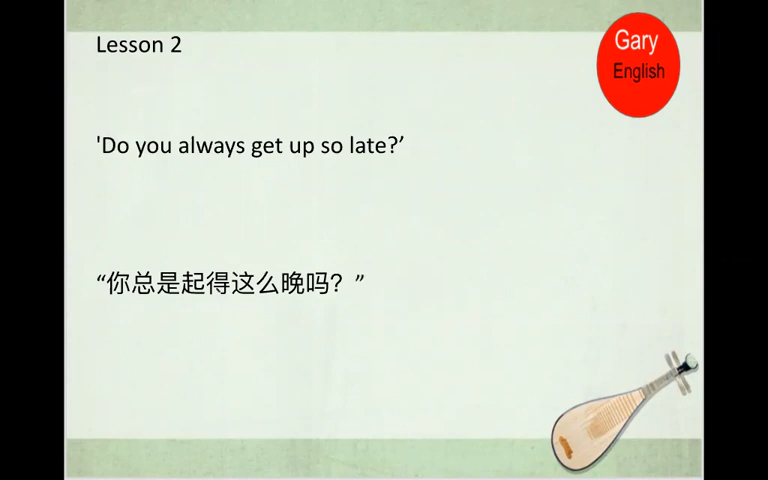 Lesson 2
Gary
English
'Do you always get up so late?’
“你总是起得这么晚吗？”